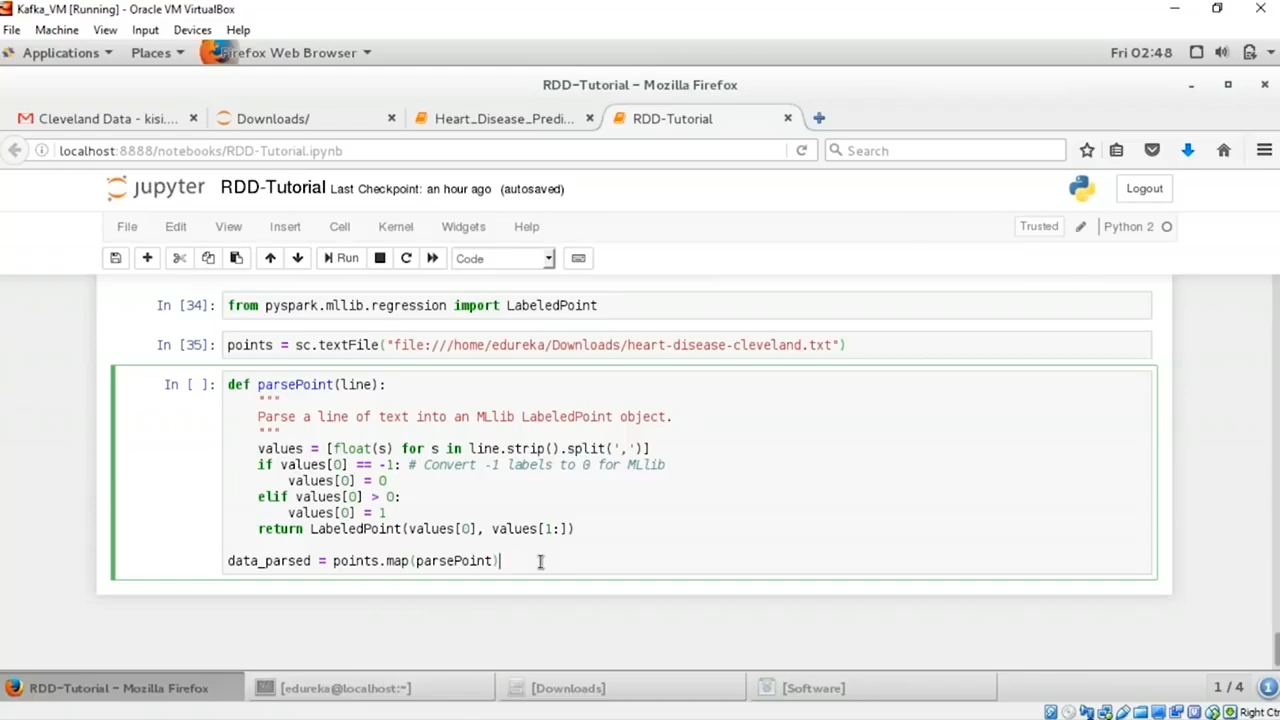 Kafka_VM [Running] - Oracle VM VirtualBox
File Machine View Input Devices Help
Applications Places Firefox Web Browser Fri 02:48
RDD-Tutorial - Mozilla Firefox
Cleveland Data - kisi.... Downloads/ Heart_Disease_Predi... RDD-Tutorial
localhost:8888/notebooks/RDD-Tutorial.ipynb Search
jupyter RDD-Tutorial Last Checkpoint: an hour ago (autosaved) Logout
File Edit View Insert Cell Kernel Widgets Help Trusted Python 2
Run Code
In [34]: from pyspark.mllib.regression import LabeledPoint
In [35]: points = sc.textFile("file:///home/edureka/Downloads/heart-disease-cleveland.txt")
In [ ]: def parsePoint(line):
"""
Parse a line of text into an MLlib LabeledPoint object.
"""
values = [float(s) for s in line.strip().split(',')]
if values[0] == -1: # Convert -1 labels to 0 for MLlib
values[0] = 0
elif values[0] > 0:
values[0] = 1
return LabeledPoint(values[0], values[1:])
data_parsed = points.map(parsePoint)
RDD-Tutorial - Mozilla Firefox [edureka@localhost:~] [Downloads] [Software] 1 / 4 1
Right Ctrl